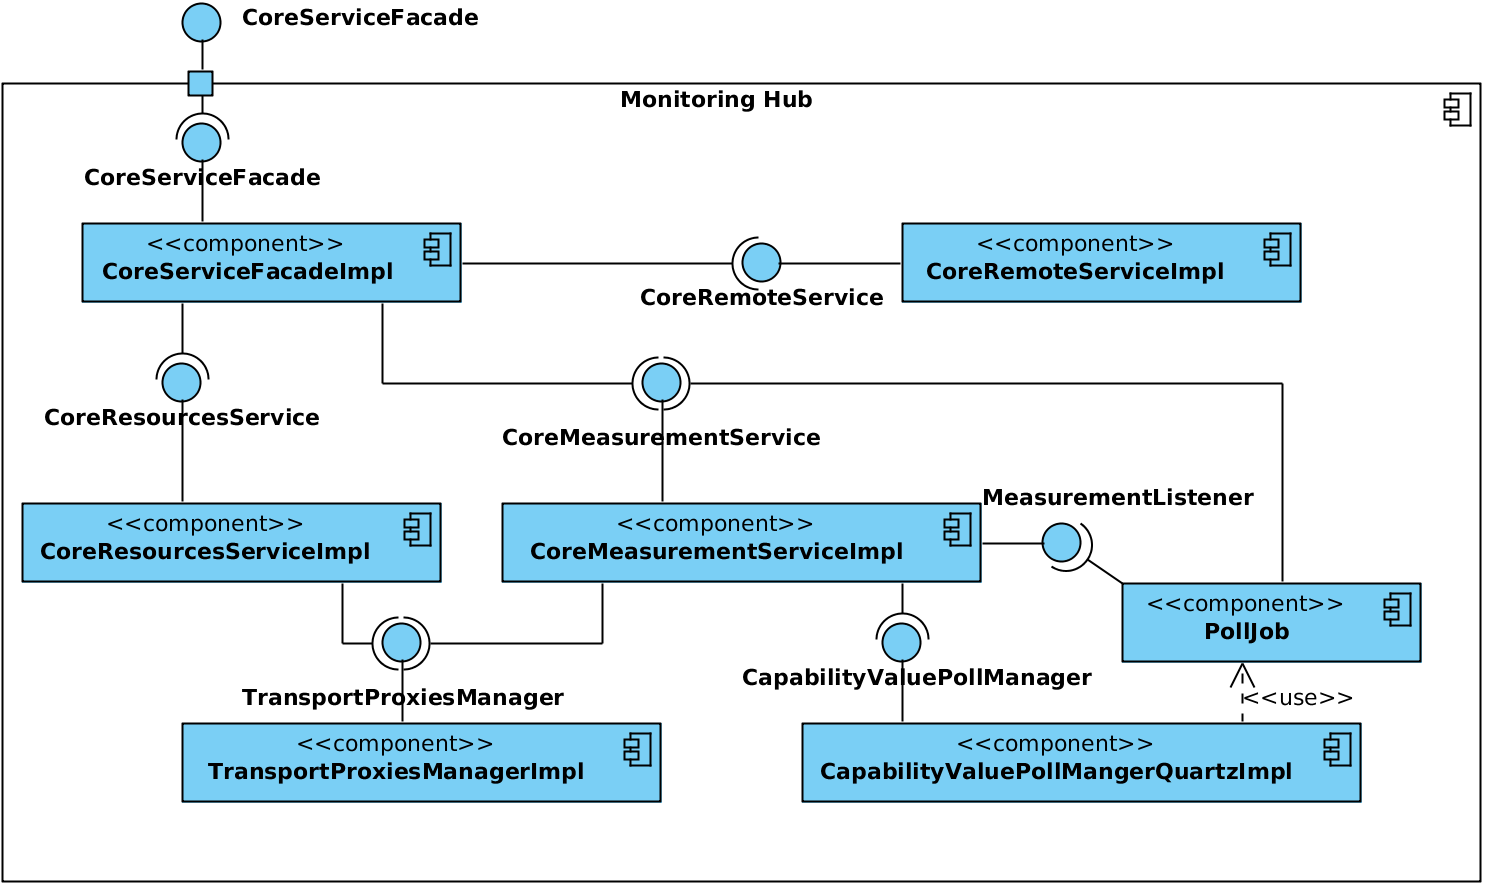 CoreServiceFacade
Monitoring Hub
CoreServiceFacade
<<component>>
CoreServiceFacadeImpl
<<component>>
CoreRemoteServiceImpl
CoreRemoteService
CoreResourcesService
CoreMeasurementService
MeasurementListener
<<component>>
CoreResourcesServiceImpl
<<component>>
CoreMeasurementServiceImpl
<<component>>
PollJob
CapabilityValuePollManager
TransportProxiesManager
<<use>>
<<component>>
TransportProxiesManagerImpl
<<component>>
CapabilityValuePollMangerQuartzImpl